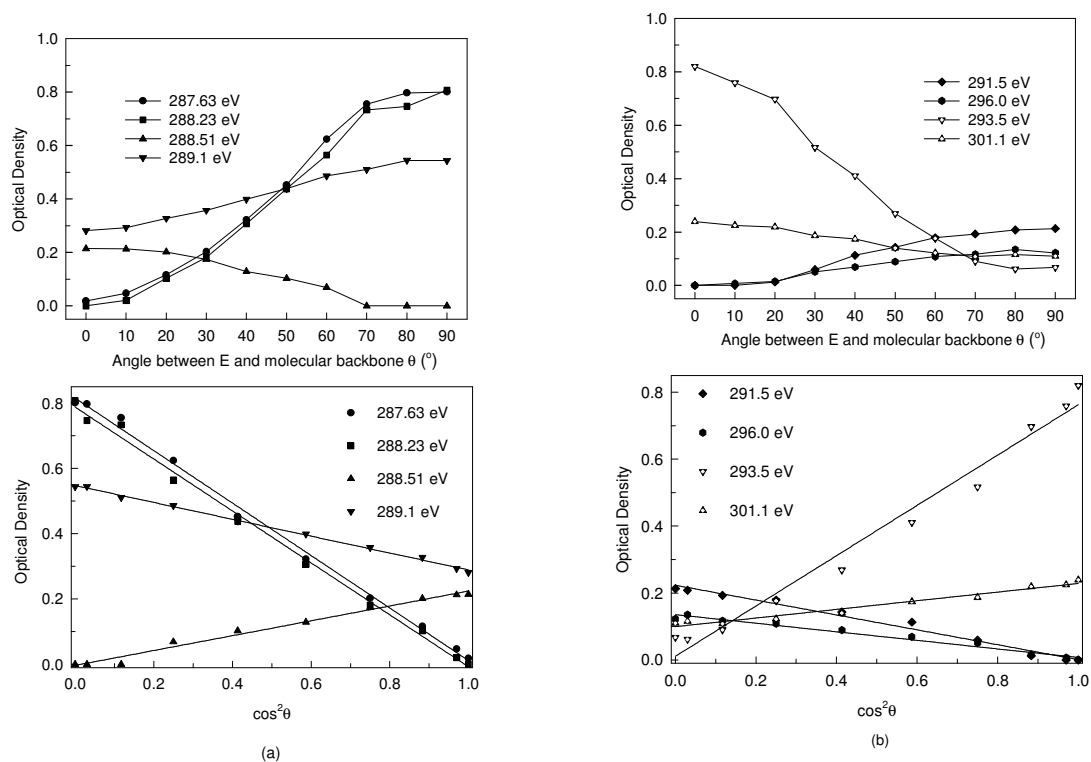 1.0
0.8
0.6
0.4
0.2
0.0
Optical Density
287.63 eV
288.23 eV
288.51 eV
289.1 eV
0 10 20 30 40 50 60 70 80 90
Angle between E and molecular backbone θ (°)
0.8
0.6
0.4
0.2
0.0
Optical Density
287.63 eV
288.23 eV
288.51 eV
289.1 eV
0.0 0.2 0.4 0.6 0.8 1.0
cos²θ
(a)
1.0
0.8
0.6
0.4
0.2
0.0
Optical Density
291.5 eV
296.0 eV
293.5 eV
301.1 eV
0 10 20 30 40 50 60 70 80 90
Angle between E and molecular backbone θ (°)
0.8
0.6
0.4
0.2
0.0
Optical Density
291.5 eV
296.0 eV
293.5 eV
301.1 eV
0.0 0.2 0.4 0.6 0.8 1.0
cos²θ
(b)